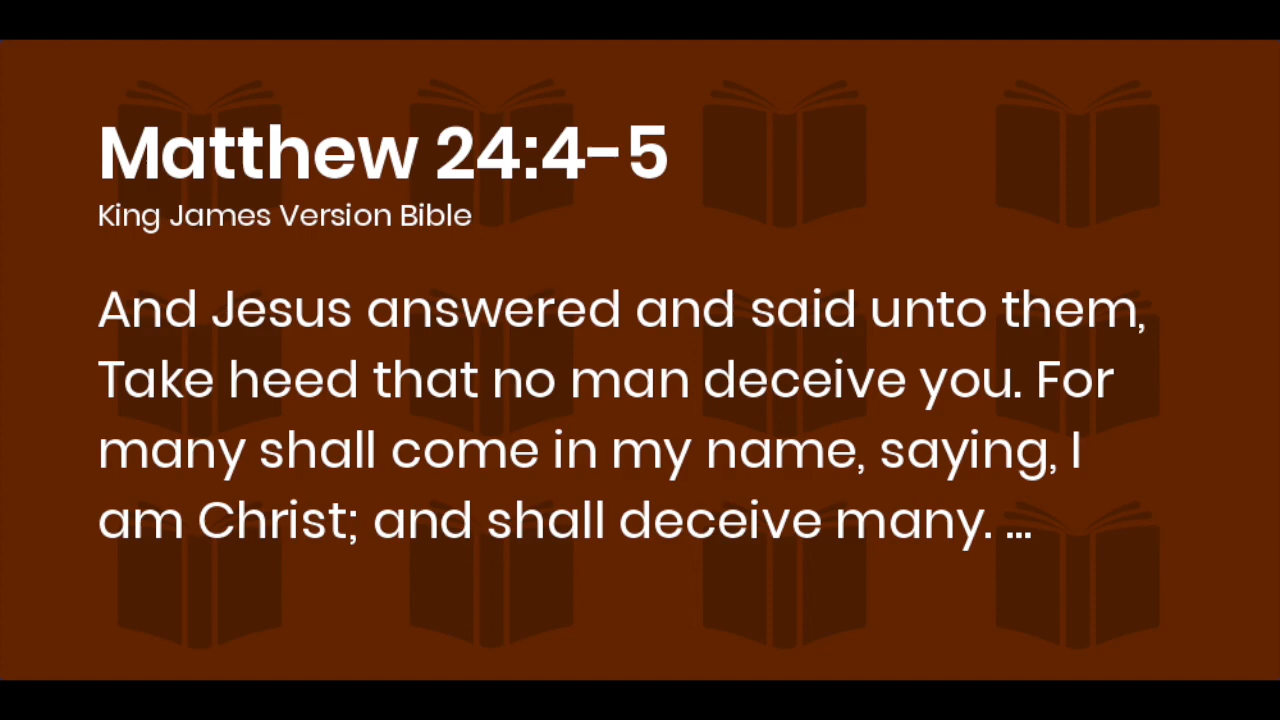 Matthew 24:4-5
King James Version Bible
And Jesus answered and said unto them,
Take heed that no man deceive you. For
many shall come in my name, saying, I
am Christ; and shall deceive many. ...